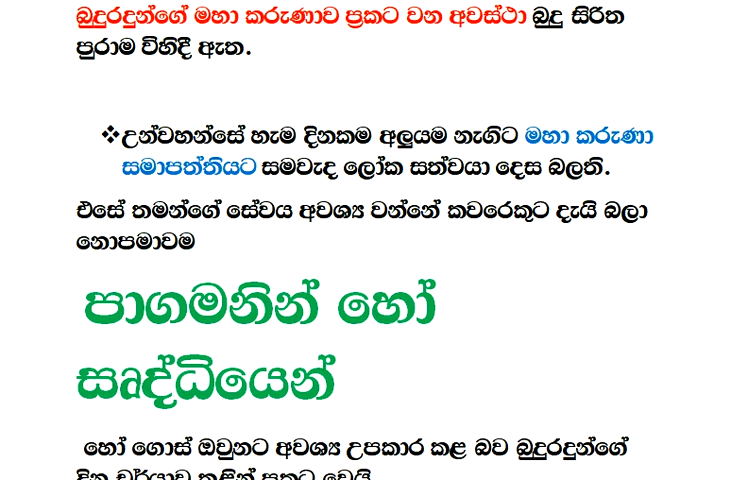 බුදුරදුන්ගේ මහා කරුණාව ප්‍රකට වන අවස්ථා බුදු සිරිත
පුරාම විහිදී ඇත.
❖උන්වහන්සේ හැම දිනකම අලුයම නැගිට මහා කරුණා
සමාපත්තියට සමවැද ලෝක සත්වයා දෙස බලති.
එසේ තමන්ගේ සේවය අවශ්‍ය වන්නේ කවරෙකුට දැයි බලා
නොපමාවම
පාගමනින් හෝ
සෘද්ධියෙන්
හෝ ගොස් ඔවුනට අවශ්‍ය උපකාර කළ බව බුදුරදුන්ගේ
දින චර්යාව තුළින් ප්‍රකට වෙයි